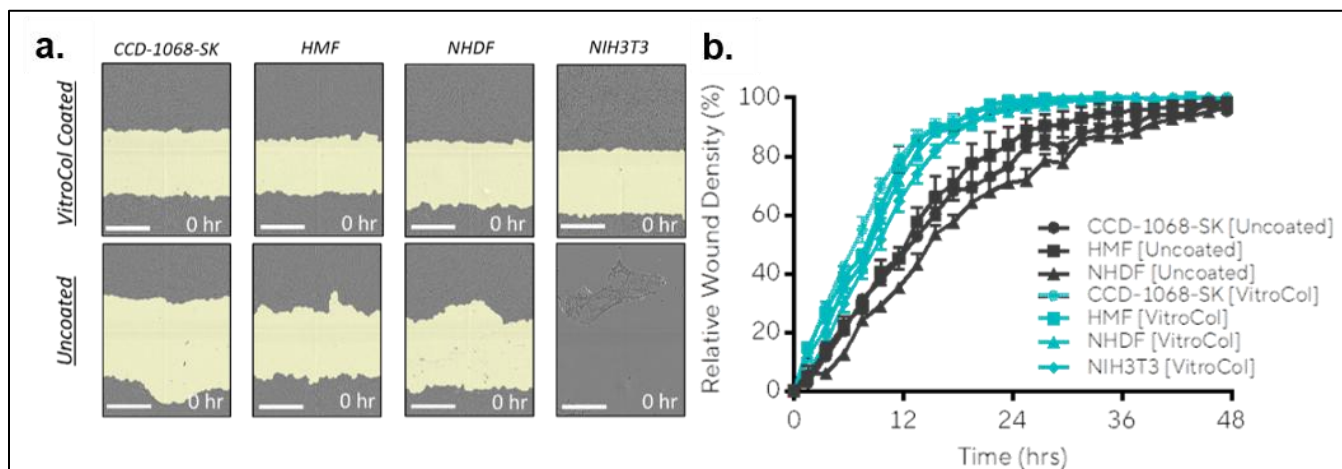 a.
CCD-1068-SK HMF NHDF NIH3T3
VitroCol Coated
0 hr 0 hr 0 hr 0 hr
Uncoated
0 hr 0 hr 0 hr 0 hr
b.
Relative Wound Density (%)
100
80
60
40
20
0
0 12 24 36 48
Time (hrs)
CCD-1068-SK [Uncoated]
HMF [Uncoated]
NHDF [Uncoated]
CCD-1068-SK [VitroCol]
HMF [VitroCol]
NHDF [VitroCol]
NIH3T3 [VitroCol]